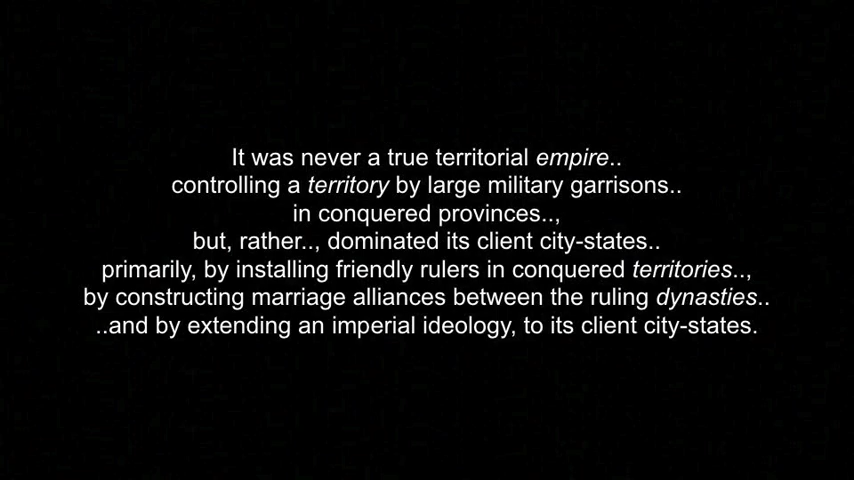 It was never a true territorial empire..
controlling a territory by large military garrisons..
in conquered provinces..,
but, rather.., dominated its client city-states..
primarily, by installing friendly rulers in conquered territories..,
by constructing marriage alliances between the ruling dynasties..
..and by extending an imperial ideology, to its client city-states.